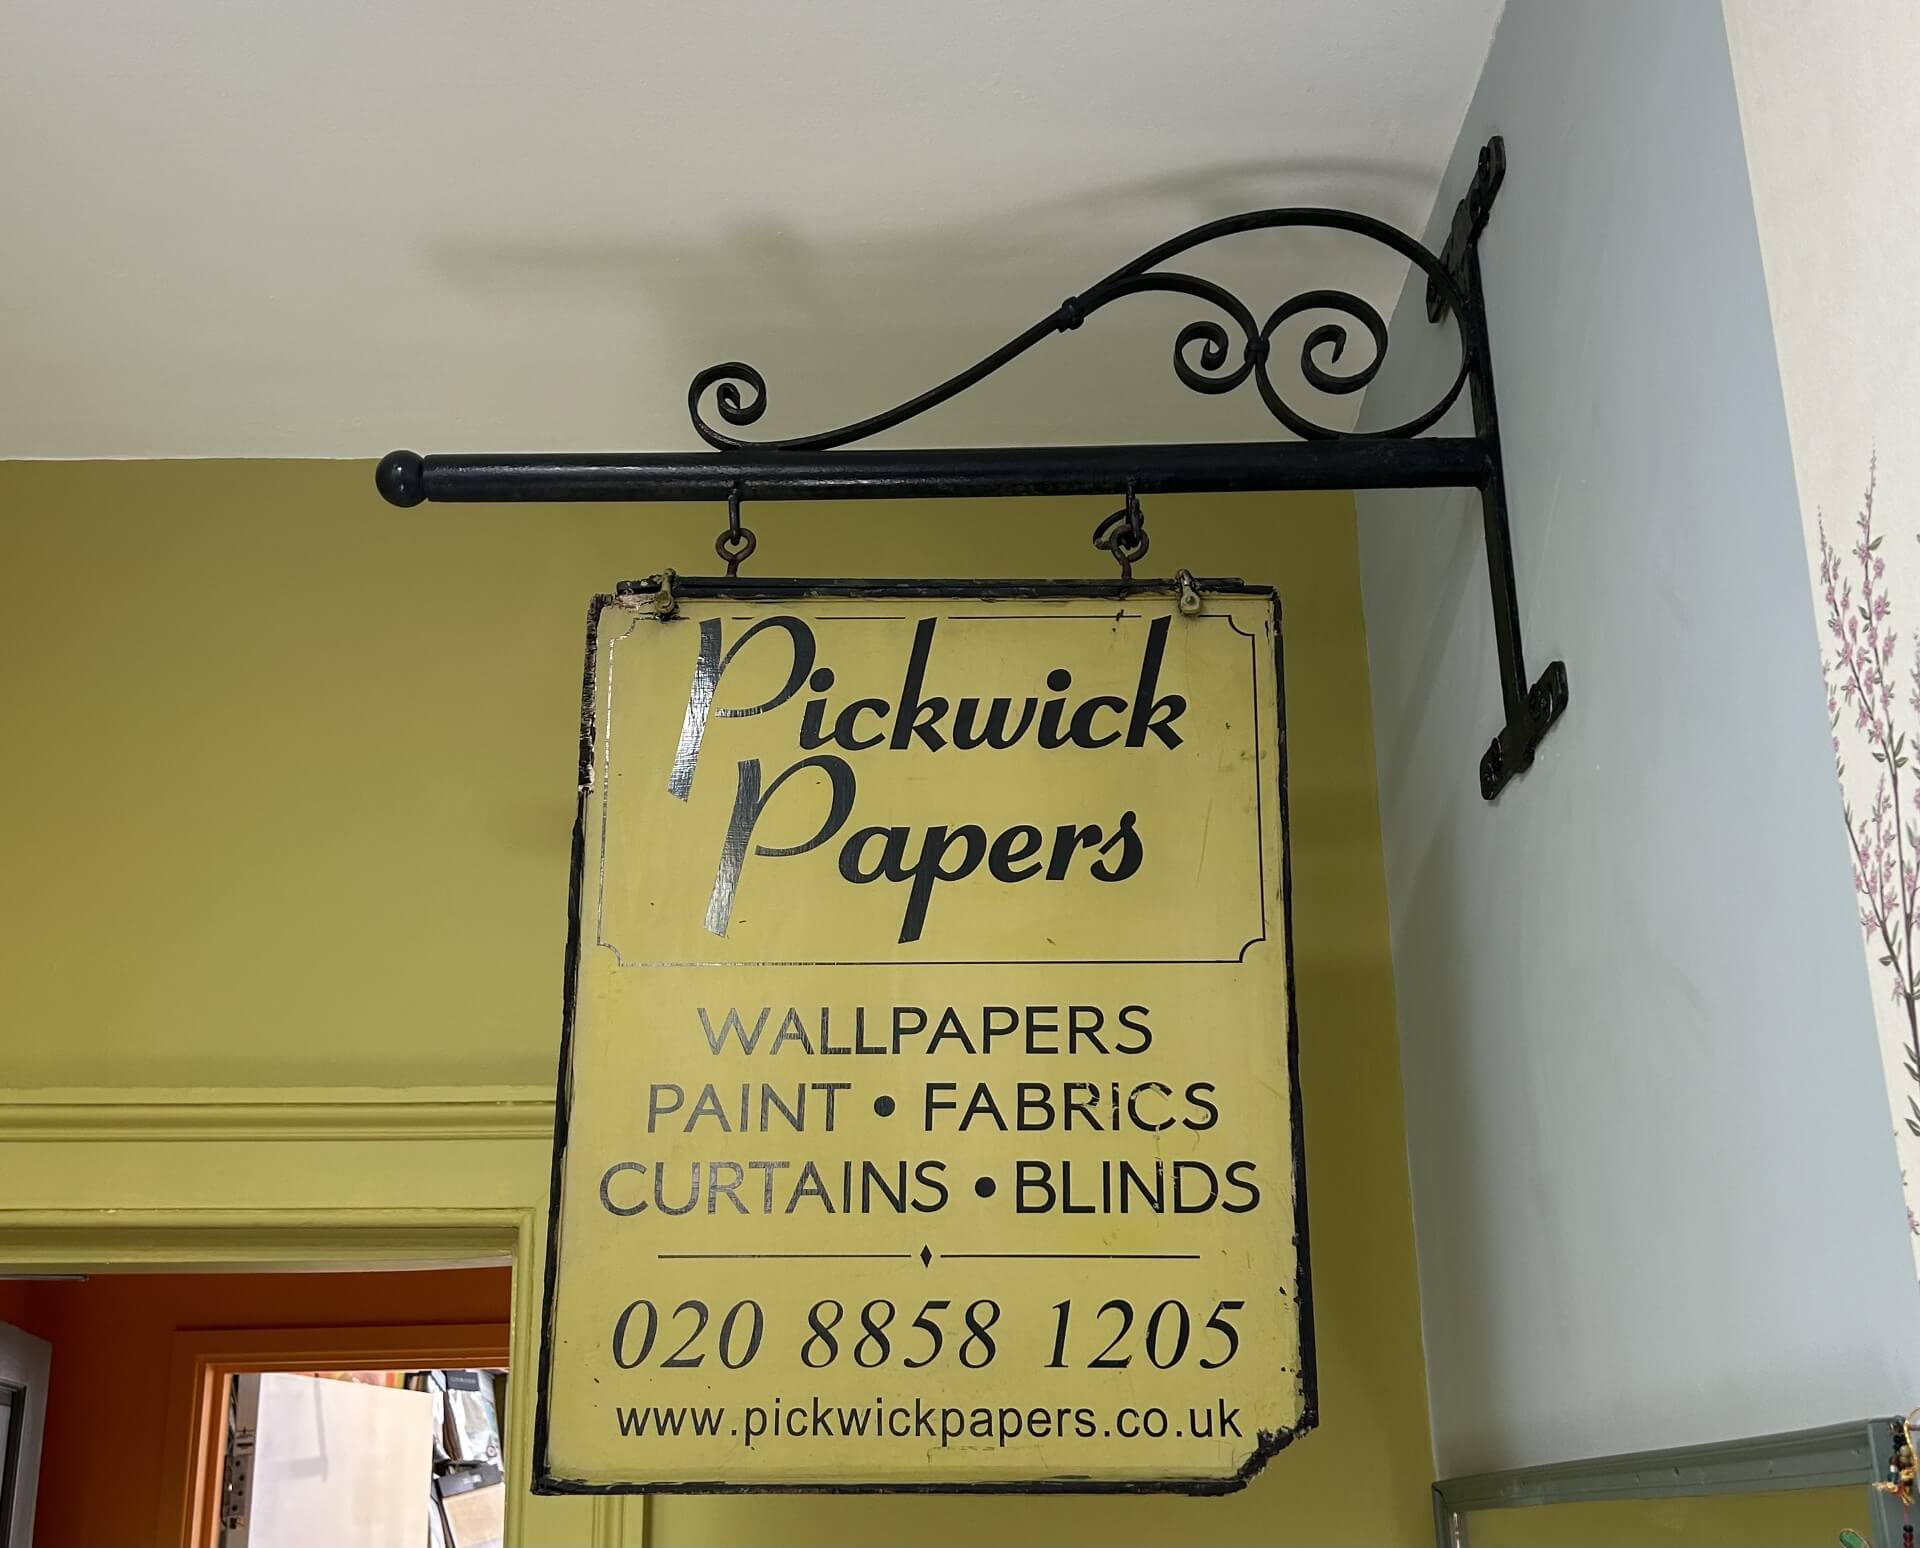 Pickwick
Papers
WALLPAPERS
PAINT • FABRICS
CURTAINS • BLINDS
020 8858 1205
www.pickwickpapers.co.uk